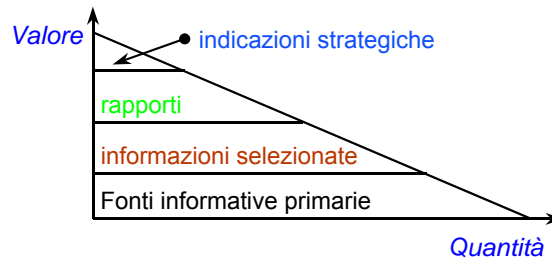 Valore
indicazioni strategiche
rapporti
informazioni selezionate
Fonti informative primarie
Quantità